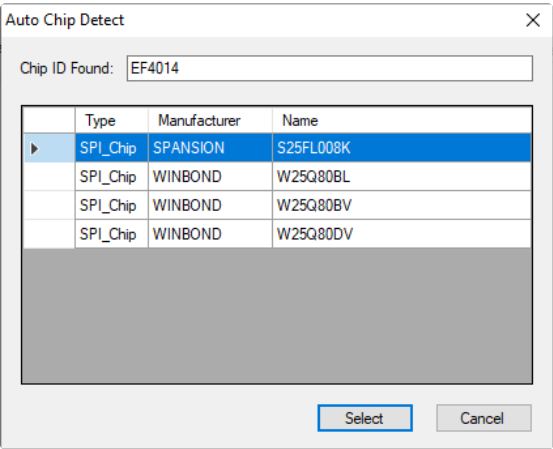 Auto Chip Detect
Chip ID Found: EF4014
Type Manufacturer Name
SPI_Chip SPANSION S25FL008K
SPI_Chip WINBOND W25Q80BL
SPI_Chip WINBOND W25Q80BV
SPI_Chip WINBOND W25Q80DV
Select Cancel